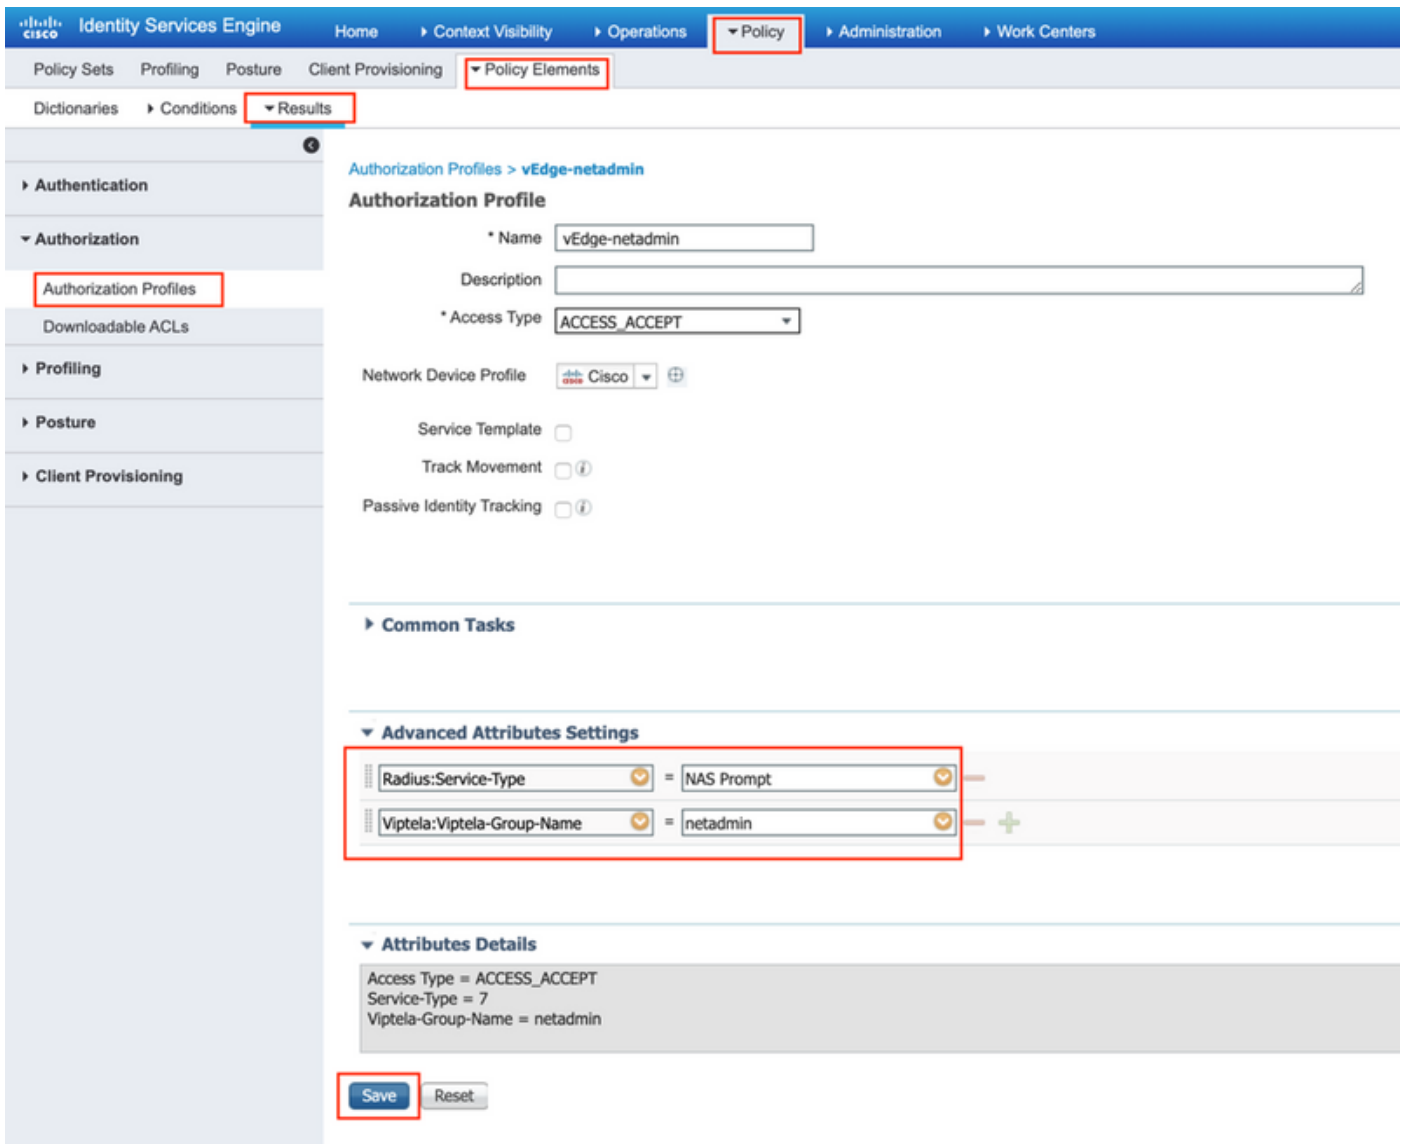 cisco Identity Services Engine Home Context Visibility Operations Policy Administration Work Centers
Policy Sets Profiling Posture Client Provisioning Policy Elements
Dictionaries Conditions Results
Authentication
Authorization
Authorization Profiles
Downloadable ACLs
Profiling
Posture
Client Provisioning
Authorization Profiles > vEdge-netadmin
Authorization Profile
* Name vEdge-netadmin
Description
* Access Type ACCESS_ACCEPT
Network Device Profile cisco Cisco
Service Template
Track Movement i
Passive Identity Tracking i
Common Tasks
Advanced Attributes Settings
Radius:Service-Type = NAS Prompt
Viptela:Viptela-Group-Name = netadmin
Attributes Details
Access Type = ACCESS_ACCEPT
Service-Type = 7
Viptela-Group-Name = netadmin
Save Reset